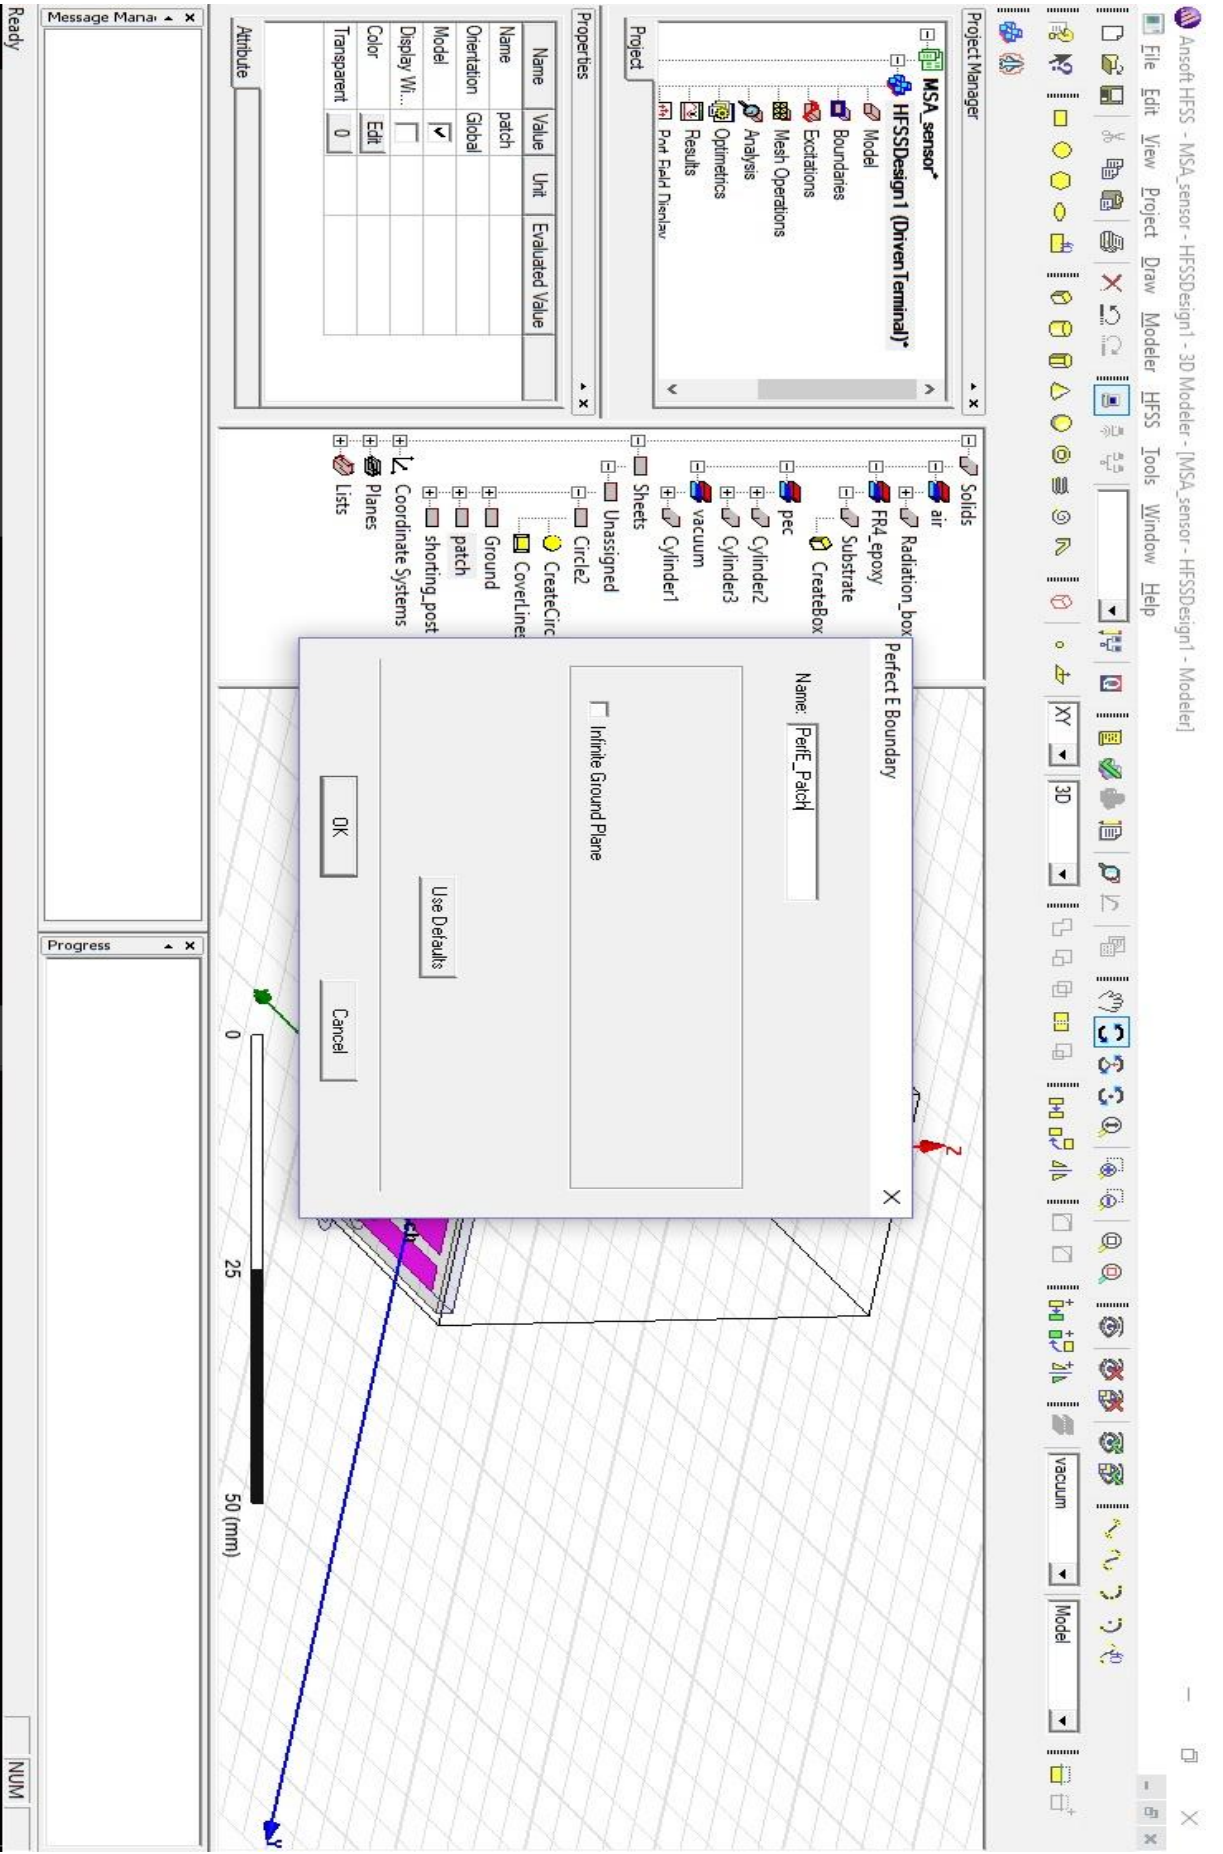 Ansoft HFSS - MSA_sensor - HFSSDesign1 - 3D Modeler - [MSA_sensor - HFSSDesign1 - Modeler]
File Edit View Project Draw Modeler HFSS Tools Window Help
XY 3D vacuum Model
Project Manager
MSA_sensor*
HFSSDesign1 (DrivenTerminal)*
Model
Boundaries
Excitations
Mesh Operations
Analysis
Optimetrics
Results
Port Field Display
Project
Properties
Name Value Unit Evaluated Value
Name patch
Orientation Global
Model
Display Wi...
Color Edit
Transparent 0
Attribute
Solids
air
Radiation_box
FR4_epoxy
Substrate
CreateBox
pec
Cylinder2
Cylinder3
vacuum
Cylinder1
Sheets
Unassigned
Circle2
CreateCirc
CoverLines
Ground
patch
shorting_post
Coordinate Systems
Planes
Lists
Perfect E Boundary
Name: PerfE_Patch
Infinite Ground Plane
Use Defaults
OK Cancel
Z
ch
Y
0 25 50 (mm)
Message Mana
Progress
Ready
NUM